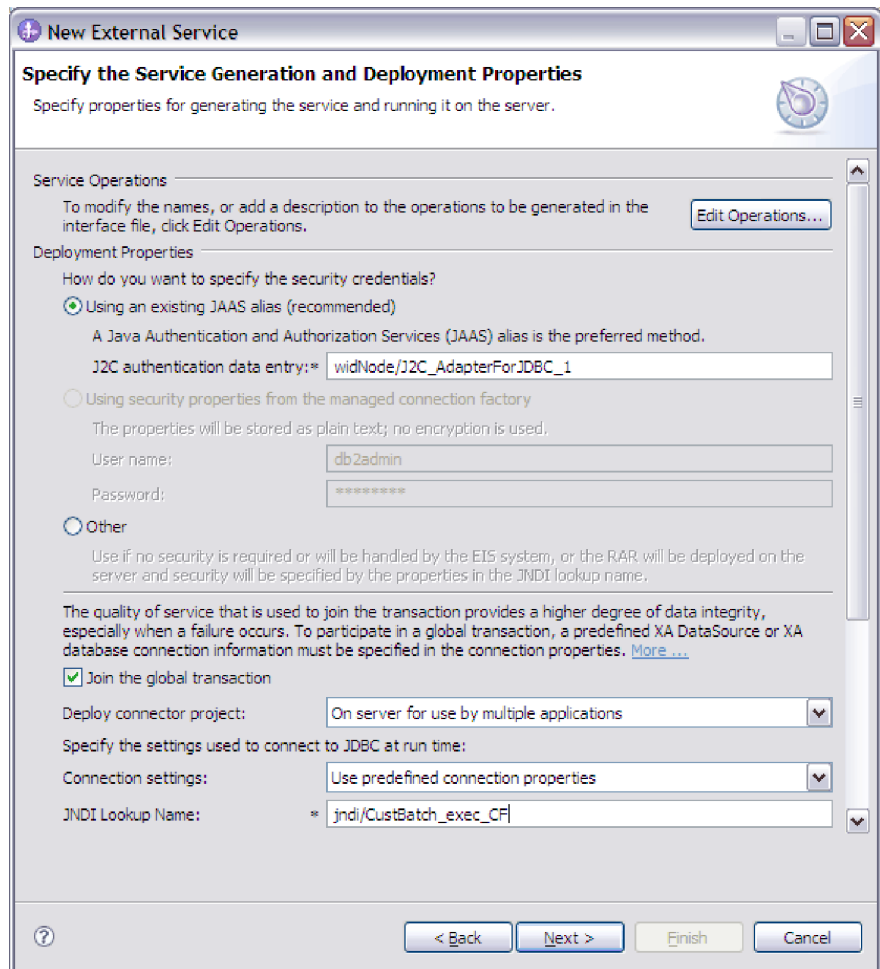 New External Service
Specify the Service Generation and Deployment Properties
Specify properties for generating the service and running it on the server.
Service Operations
To modify the names, or add a description to the operations to be generated in the
interface file, click Edit Operations.
Edit Operations...
Deployment Properties
How do you want to specify the security credentials?
Using an existing JAAS alias (recommended)
A Java Authentication and Authorization Services (JAAS) alias is the preferred method.
J2C authentication data entry:* widNode/J2C_AdapterForJDBC_1
Using security properties from the managed connection factory
The properties will be stored as plain text; no encryption is used.
User name: db2admin
Password: ********
Other
Use if no security is required or will be handled by the EIS system, or the RAR will be deployed on the
server and security will be specified by the properties in the JNDI lookup name.
The quality of service that is used to join the transaction provides a higher degree of data integrity,
especially when a failure occurs. To participate in a global transaction, a predefined XA DataSource or XA
database connection information must be specified in the connection properties. More ...
Join the global transaction
Deploy connector project: On server for use by multiple applications
Specify the settings used to connect to JDBC at run time:
Connection settings: Use predefined connection properties
JNDI Lookup Name: * jndi/CustBatch_exec_CF
< Back Next > Finish Cancel